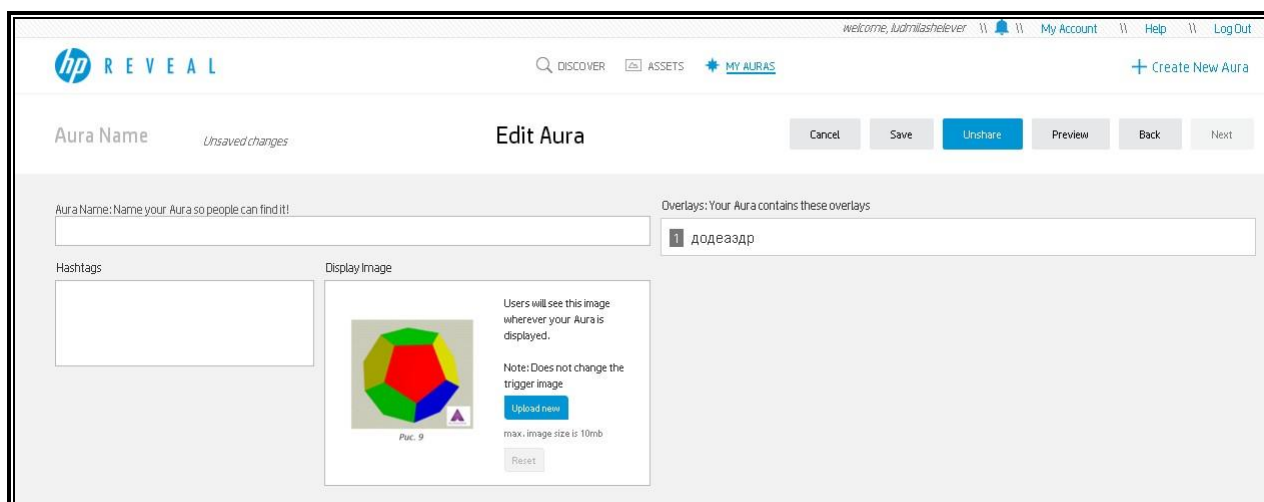 welcome, ludmilashelever \\ \\ My Account \\ Help \\ Log Out
hp REVEAL DISCOVER ASSETS MY AURAS + Create New Aura
Aura Name Unsaved changes Edit Aura Cancel Save Unshare Preview Back Next
Aura Name: Name your Aura so people can find it!
Overlays: Your Aura contains these overlays
1 додеаэдр
Hashtags
Display Image
Users will see this image
wherever your Aura is
displayed.
Note: Does not change the
trigger image
Upload new
max. image size is 10mb
Reset
Рис. 9